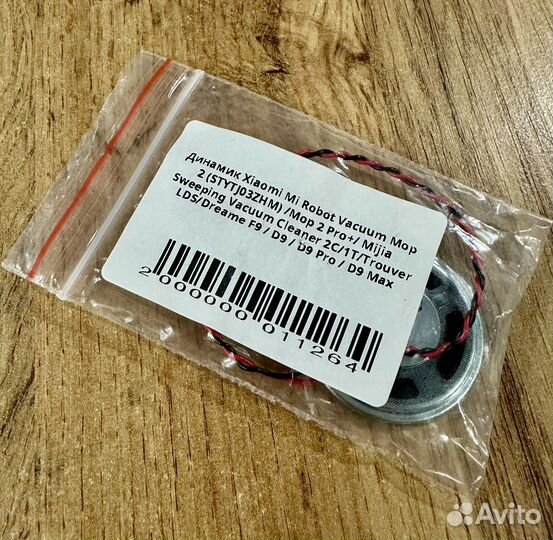 Динамик Xiaomi Mi Robot Vacuum Mop
2 (STYTJ03ZHM) /Mop 2 Pro+/ Mijia
Sweeping Vacuum Cleaner 2C/1T/Trouver
LDS/Dreame F9 / D9 / D9 Pro / D9 Max
2 000000 011264
Avito